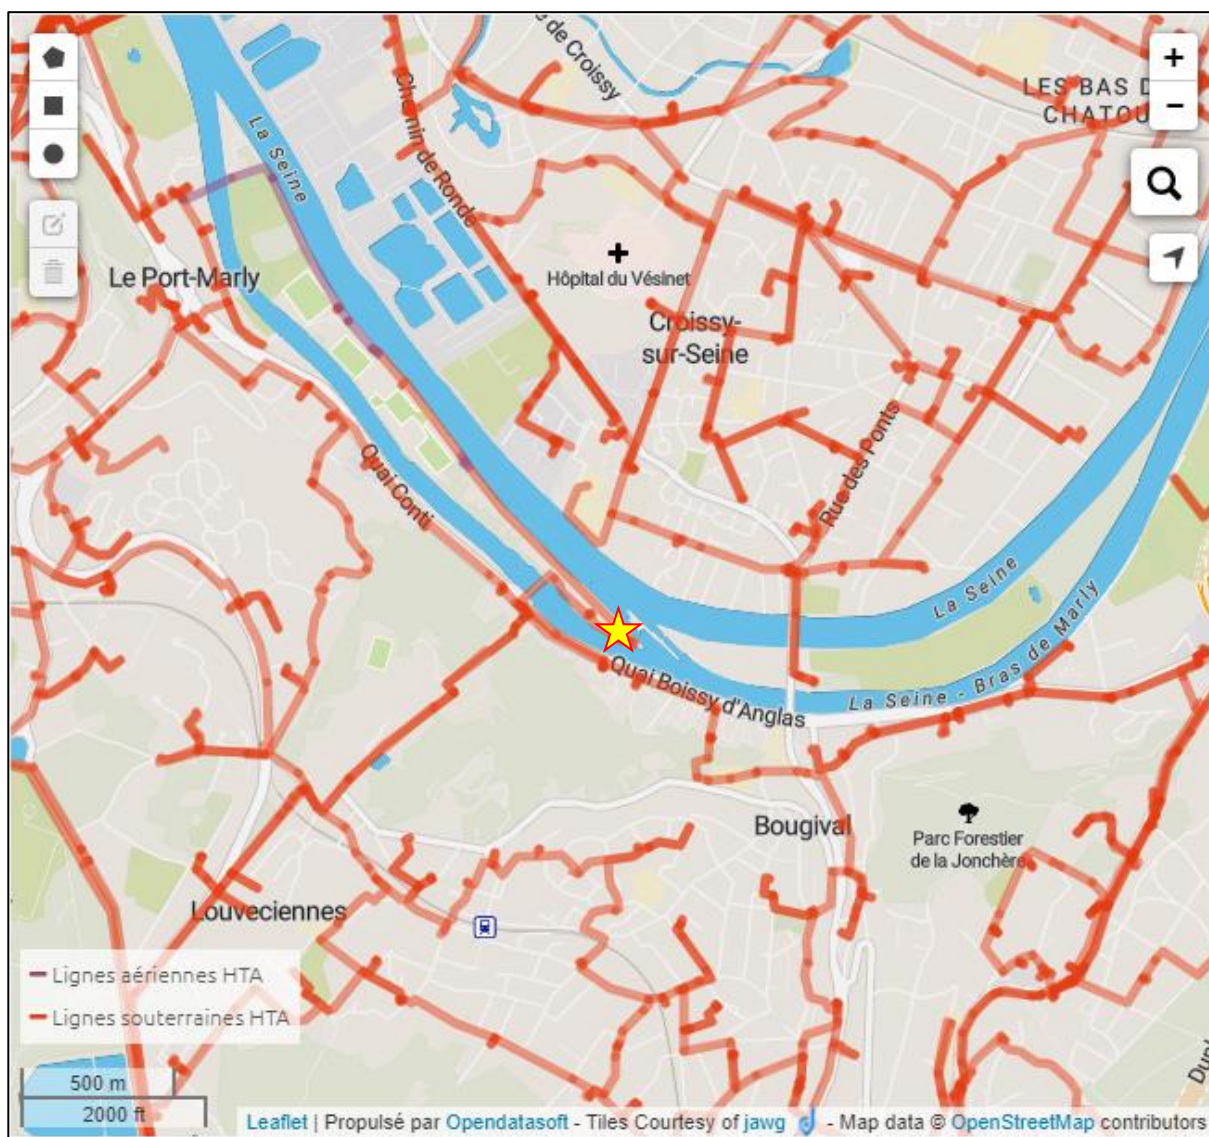 de Croissy
LES BAS D
CHATOU
+
−
La Seine
Chemin de Ronde
Le Port-Marly
Hôpital du Vésinet
Croissy-
sur-Seine
Quai Conti
Rue des Ponts
La Seine
La Seine - Bras de Marly
Quai Boissy d'Anglas
Bougival
Parc Forestier
de la Jonchère
Louveciennes
Lignes aériennes HTA
Lignes souterraines HTA
500 m
2000 ft
Leaflet | Propulsé par Opendatasoft - Tiles Courtesy of jawg - Map data © OpenStreetMap contributors